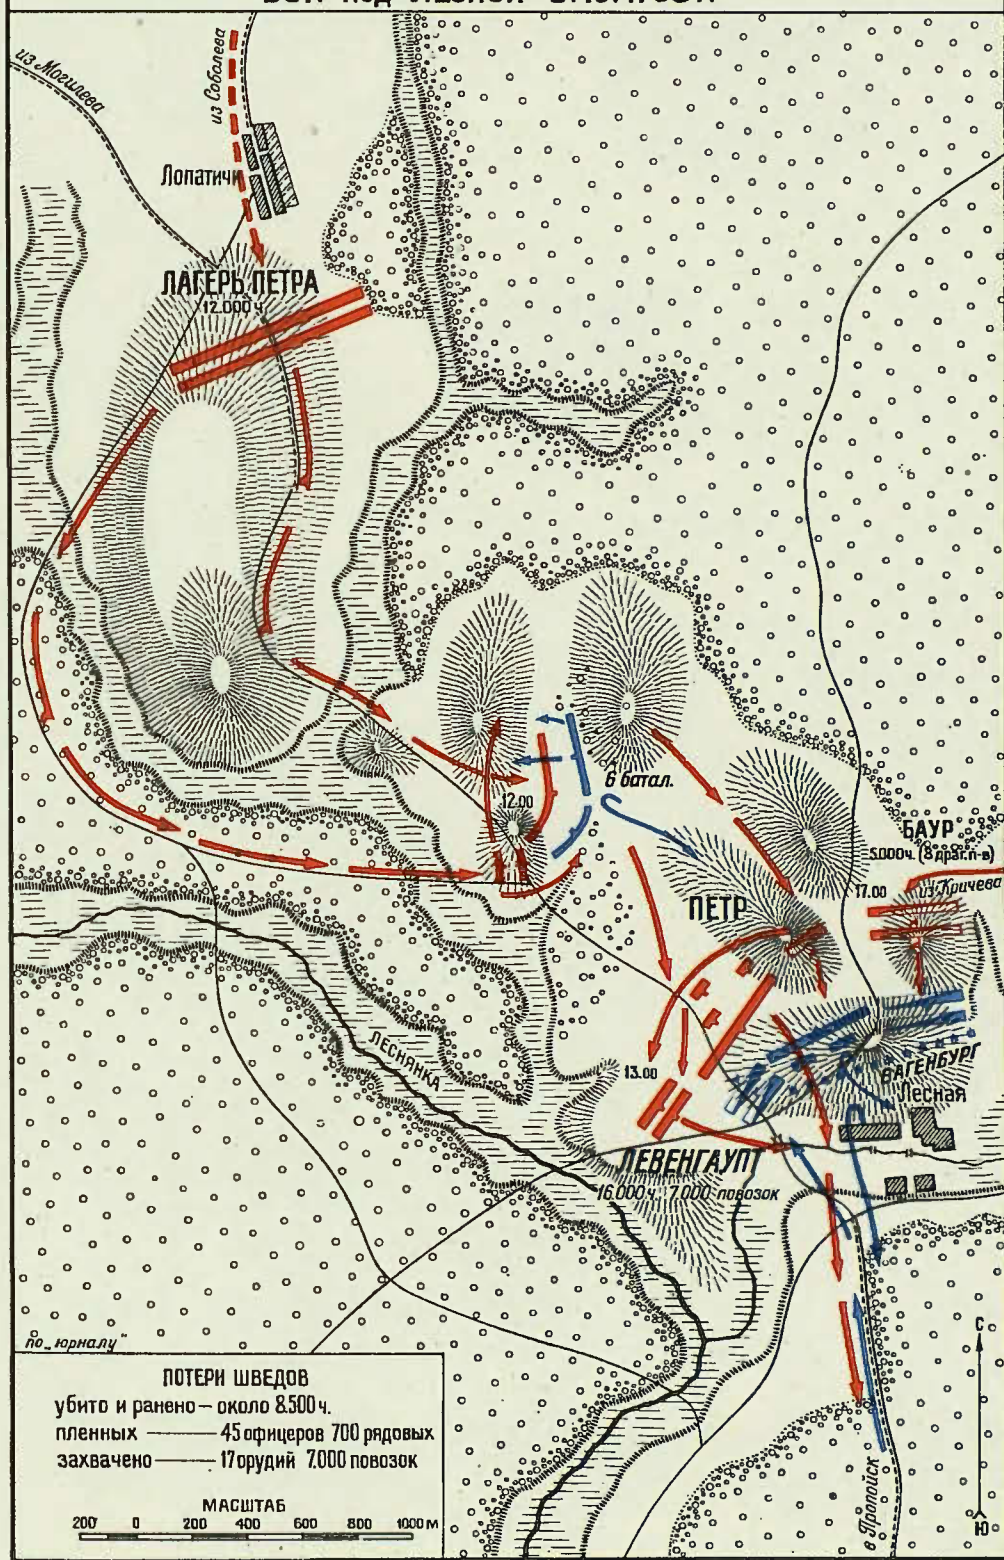 из Могилева
из Соболева
Лопатичи
ЛАГЕРЬ ПЕТРА
12.000 ч.
6 батал.
12.00
БАУР
5.000 ч. (8 драг. п-в)
17.00
из Кричева
ПЕТР
ЛЕСНЯНКА
13.00
ВАГЕНБУРГ
Лесная
ЛЕВЕНГАУПТ
16.000 ч., 7.000 повозок
по „юрналу"
ПОТЕРИ ШВЕДОВ
убито и ранено – около 8.500 ч.
пленных — 45 офицеров 700 рядовых
захвачено — 17 орудий 7.000 повозок
МАСШТАБ
200 0 200 400 600 800 1000 м
в Пропойск
С
Ю